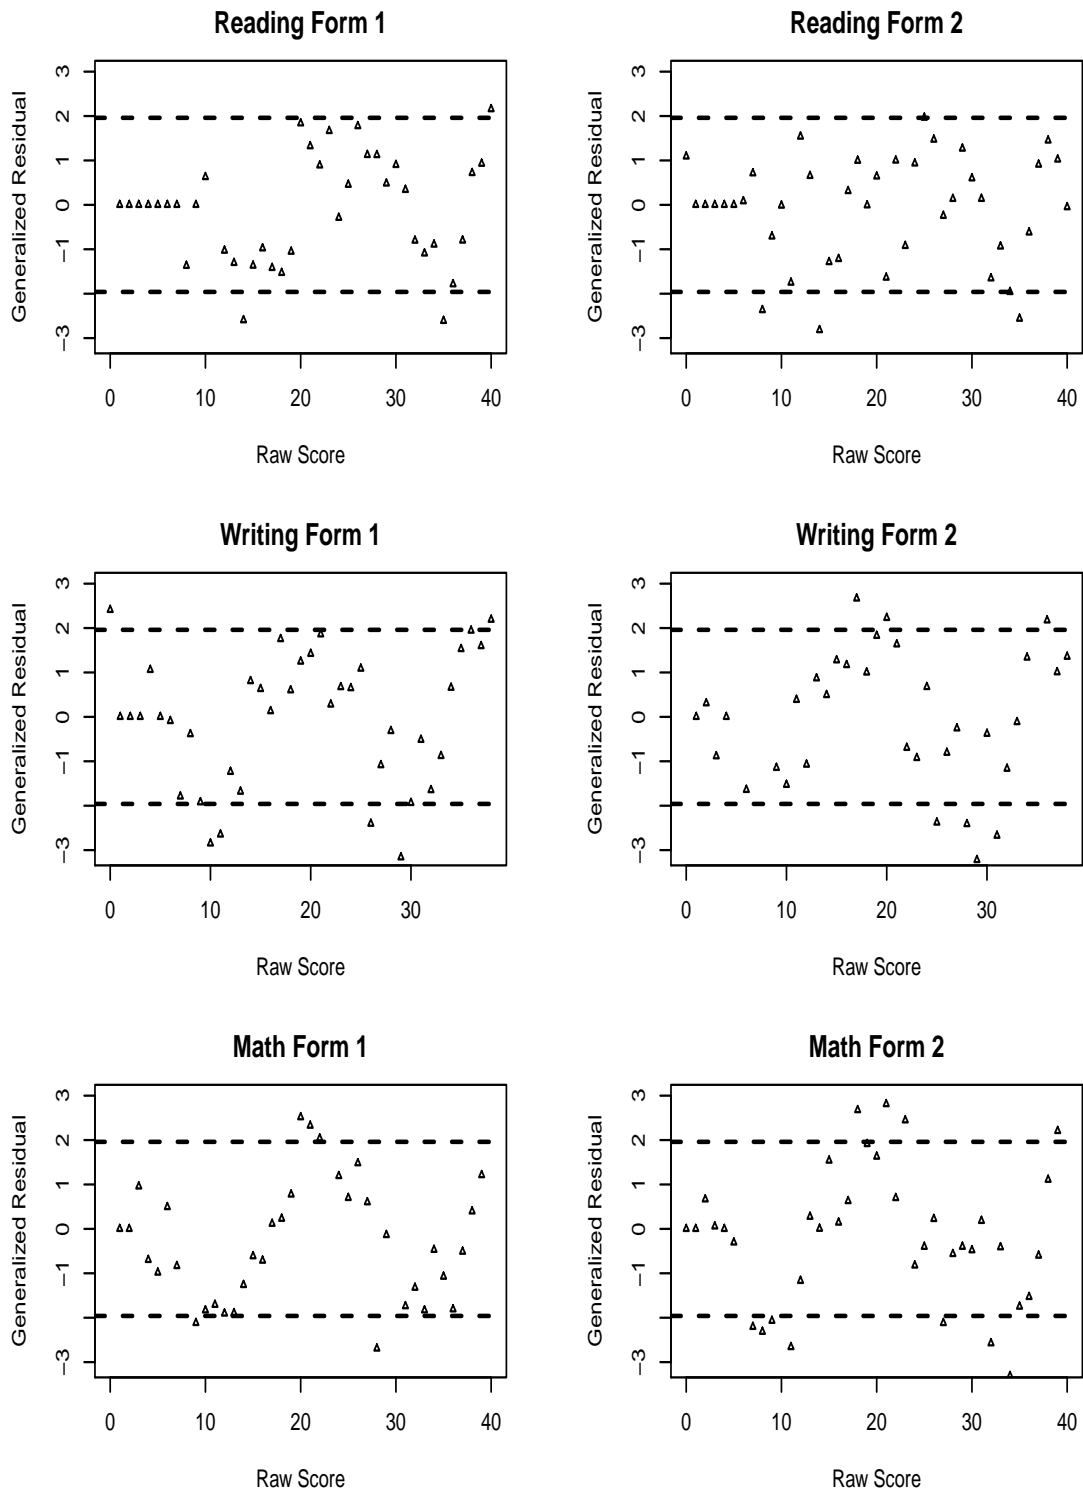 Reading Form 1
Generalized Residual
3
2
1
0
−1
−3
0 10 20 30 40
Raw Score
Reading Form 2
Generalized Residual
3
2
1
0
−1
−3
0 10 20 30 40
Raw Score
Writing Form 1
Generalized Residual
3
2
1
0
−1
−3
0 10 20 30
Raw Score
Writing Form 2
Generalized Residual
3
2
1
0
−1
−3
0 10 20 30
Raw Score
Math Form 1
Generalized Residual
3
2
1
0
−1
−3
0 10 20 30 40
Raw Score
Math Form 2
Generalized Residual
3
2
1
0
−1
−3
0 10 20 30 40
Raw Score